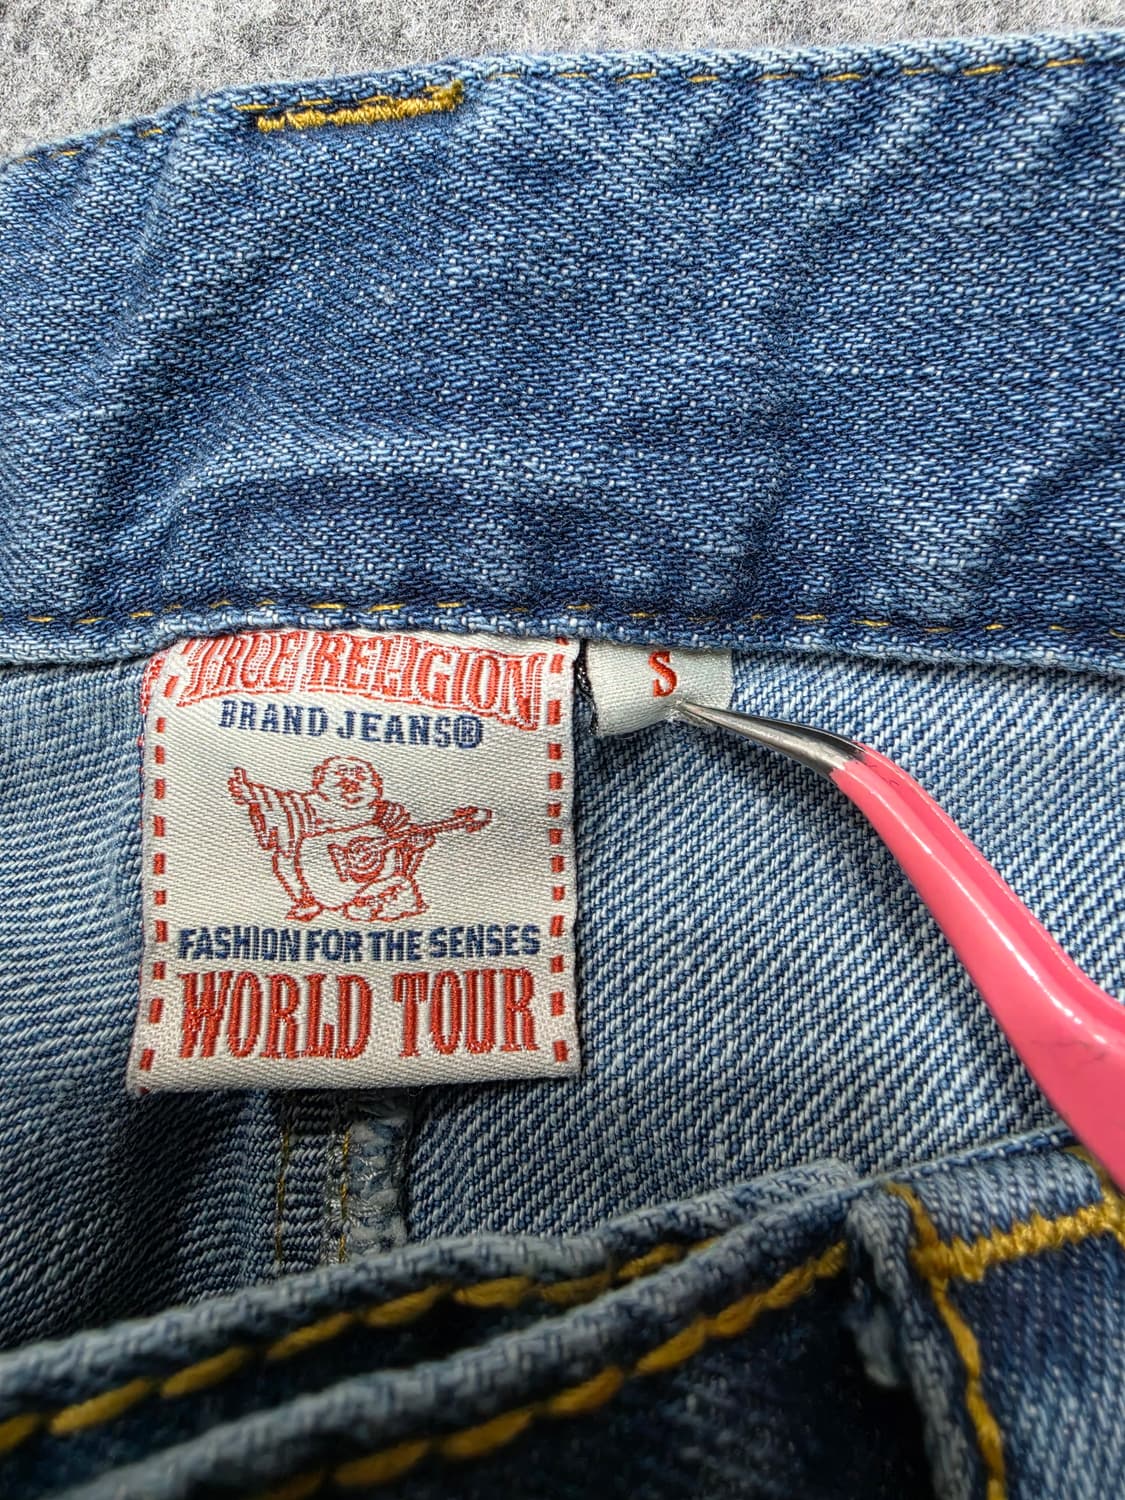 TRUE RELIGION
S
BRAND JEANS®
FASHION FOR THE SENSES
WORLD TOUR